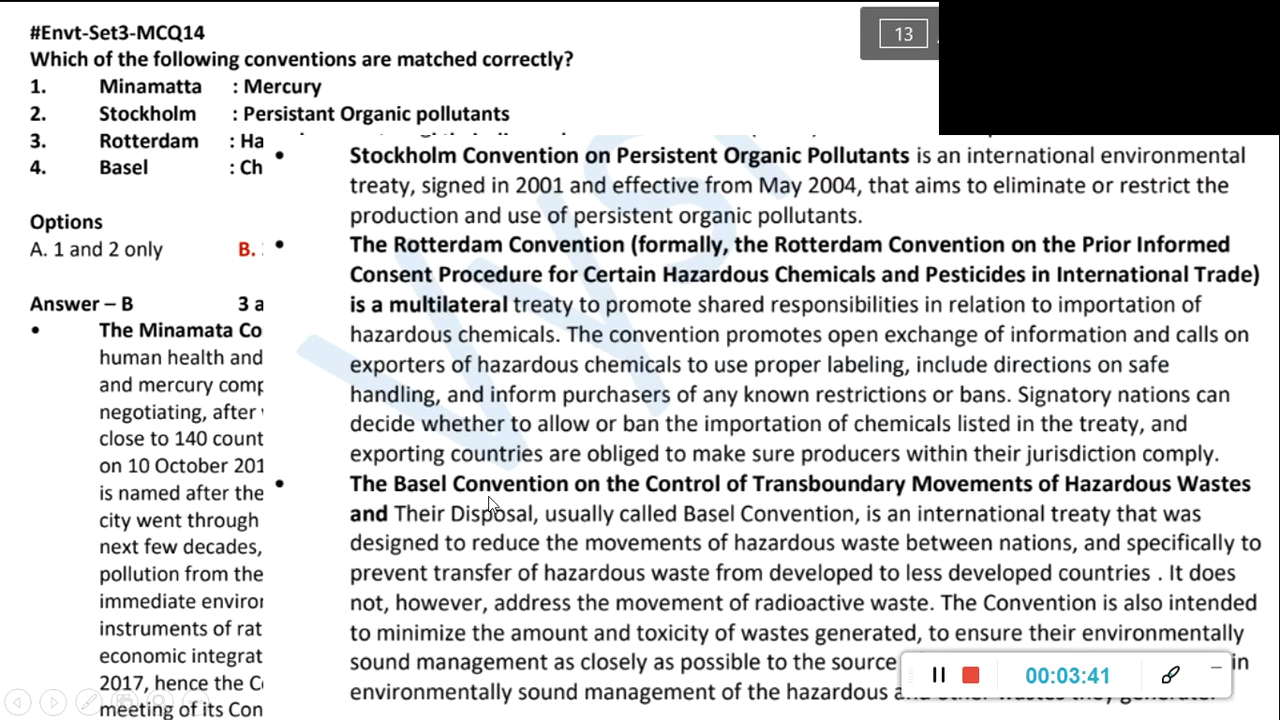 #Envt-Set3-MCQ14
Which of the following conventions are matched correctly?
1. Minamatta : Mercury
2. Stockholm : Persistant Organic pollutants
3. Rotterdam : Ha
4. Basel : Ch
Options
A. 1 and 2 only B.
Answer – B 3 a
• The Minamata Co
human health and
and mercury comp
negotiating, after
close to 140 count
on 10 October 201
is named after the
city went through
next few decades,
pollution from the
immediate enviror
instruments of rat
economic integrat
2017, hence the C
meeting of its Con
13
• Stockholm Convention on Persistent Organic Pollutants is an international environmental
treaty, signed in 2001 and effective from May 2004, that aims to eliminate or restrict the
production and use of persistent organic pollutants.
• The Rotterdam Convention (formally, the Rotterdam Convention on the Prior Informed
Consent Procedure for Certain Hazardous Chemicals and Pesticides in International Trade)
is a multilateral treaty to promote shared responsibilities in relation to importation of
hazardous chemicals. The convention promotes open exchange of information and calls on
exporters of hazardous chemicals to use proper labeling, include directions on safe
handling, and inform purchasers of any known restrictions or bans. Signatory nations can
decide whether to allow or ban the importation of chemicals listed in the treaty, and
exporting countries are obliged to make sure producers within their jurisdiction comply.
• The Basel Convention on the Control of Transboundary Movements of Hazardous Wastes
and Their Disposal, usually called Basel Convention, is an international treaty that was
designed to reduce the movements of hazardous waste between nations, and specifically to
prevent transfer of hazardous waste from developed to less developed countries . It does
not, however, address the movement of radioactive waste. The Convention is also intended
to minimize the amount and toxicity of wastes generated, to ensure their environmentally
sound management as closely as possible to the source in
environmentally sound management of the hazardous and other wastes they generate.
00:03:41